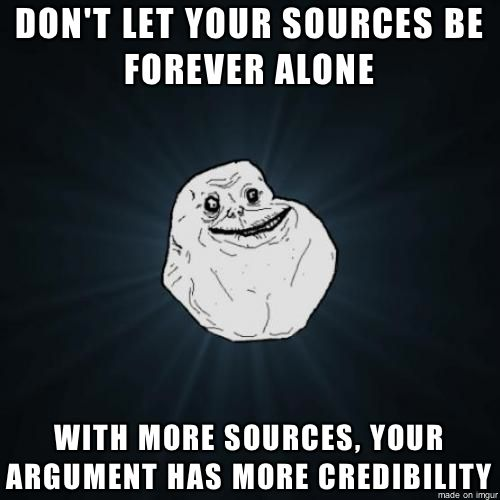 DON'T LET YOUR SOURCES BE
FOREVER ALONE
WITH MORE SOURCES, YOUR
ARGUMENT HAS MORE CREDIBILITY
made on imgur